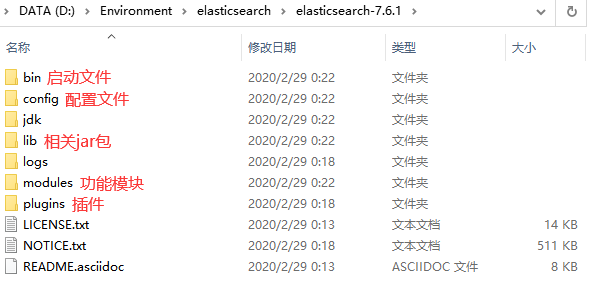 DATA (D:) › Environment › elasticsearch › elasticsearch-7.6.1 ›
名称 修改日期 类型 大小
bin 启动文件 2020/2/29 0:22 文件夹
config 配置文件 2020/2/29 0:22 文件夹
jdk 2020/2/29 0:22 文件夹
lib 相关jar包 2020/2/29 0:22 文件夹
logs 2020/2/29 0:18 文件夹
modules 功能模块 2020/2/29 0:22 文件夹
plugins 插件 2020/2/29 0:18 文件夹
LICENSE.txt 2020/2/29 0:13 文本文档 14 KB
NOTICE.txt 2020/2/29 0:18 文本文档 511 KB
README.asciidoc 2020/2/29 0:13 ASCIIDOC 文件 8 KB